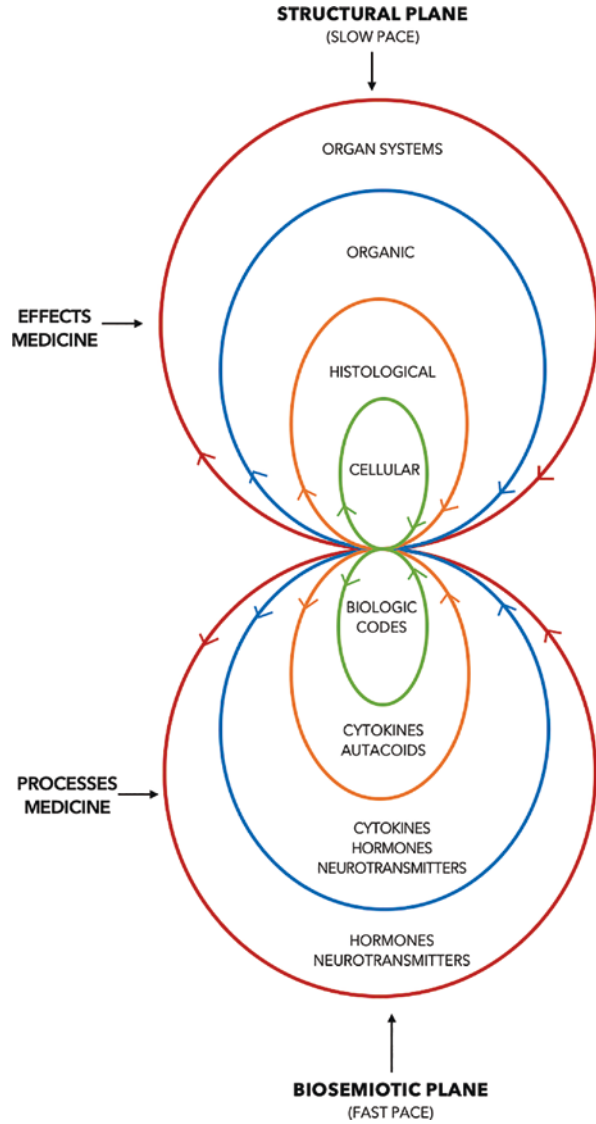 STRUCTURAL PLANE
(SLOW PACE)
ORGAN SYSTEMS
ORGANIC
EFFECTS
MEDICINE
HISTOLOGICAL
CELLULAR
BIOLOGIC
CODES
CYTOKINES
AUTACOIDS
PROCESSES
MEDICINE
CYTOKINES
HORMONES
NEUROTRANSMITTERS
HORMONES
NEUROTRANSMITTERS
BIOSEMIOTIC PLANE
(FAST PACE)